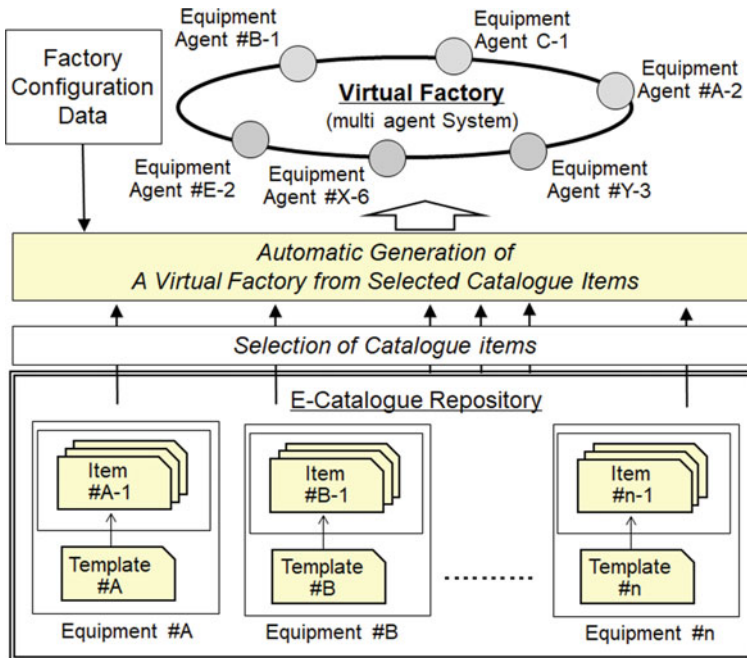 Factory
Configuration
Data
Equipment
Agent #B-1
Equipment
Agent C-1
Equipment
Agent #A-2
Virtual Factory
(multi agent System)
Equipment
Agent #E-2
Equipment
Agent #X-6
Equipment
Agent #Y-3
Automatic Generation of
A Virtual Factory from Selected Catalogue Items
Selection of Catalogue items
E-Catalogue Repository
Item
#A-1
Template
#A
Equipment #A
Item
#B-1
Template
#B
Equipment #B
Item
#n-1
Template
#n
Equipment #n